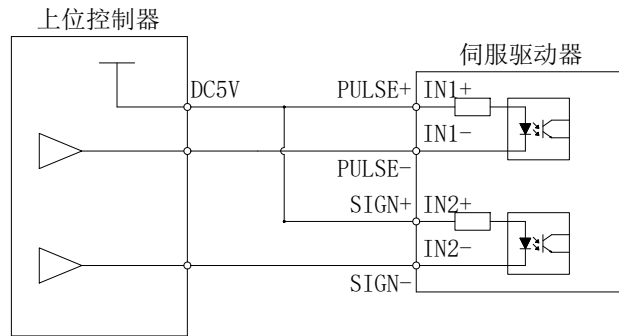 上位控制器
伺服驱动器
DC5V
PULSE+
IN1+
IN1-
PULSE-
SIGN+
IN2+
IN2-
SIGN-